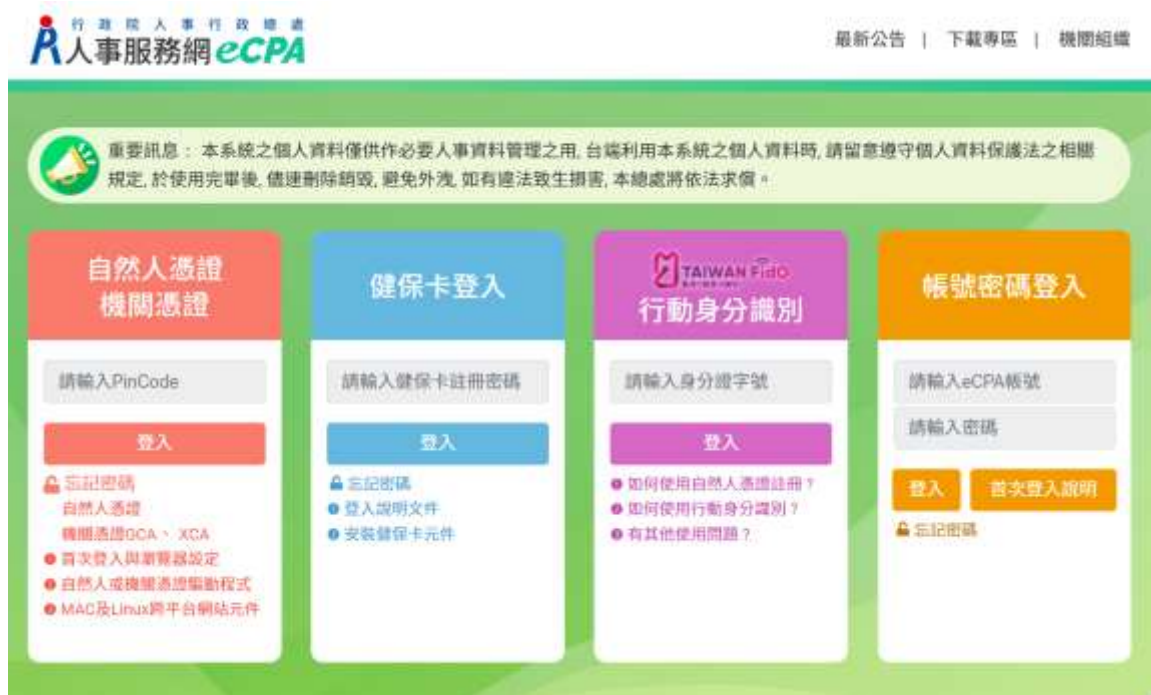 行政院人事行政總處
人事服務網eCPA
最新公告 | 下載專區 | 機關組織
重要訊息： 本系統之個人資料僅供作必要人事資料管理之用, 台端利用本系統之個人資料時, 請留意遵守個人資料保護法之相關
規定, 於使用完畢後, 儘速刪除銷毀, 避免外洩, 如有違法致生損害, 本總處將依法求償。
自然人憑證
機關憑證
請輸入PinCode
登入
忘記密碼
自然人憑證
機關憑證GCA、 XCA
首次登入與瀏覽器設定
自然人或機關憑證驅動程式
MAC及Linux跨平台網站元件
健保卡登入
請輸入健保卡註冊密碼
登入
忘記密碼
登入說明文件
安裝健保卡元件
TAIWAN FidO
行動身分識別
請輸入身分證字號
登入
如何使用自然人憑證註冊？
如何使用行動身分識別？
有其他使用問題？
帳號密碼登入
請輸入eCPA帳號
請輸入密碼
登入 首次登入說明
忘記密碼